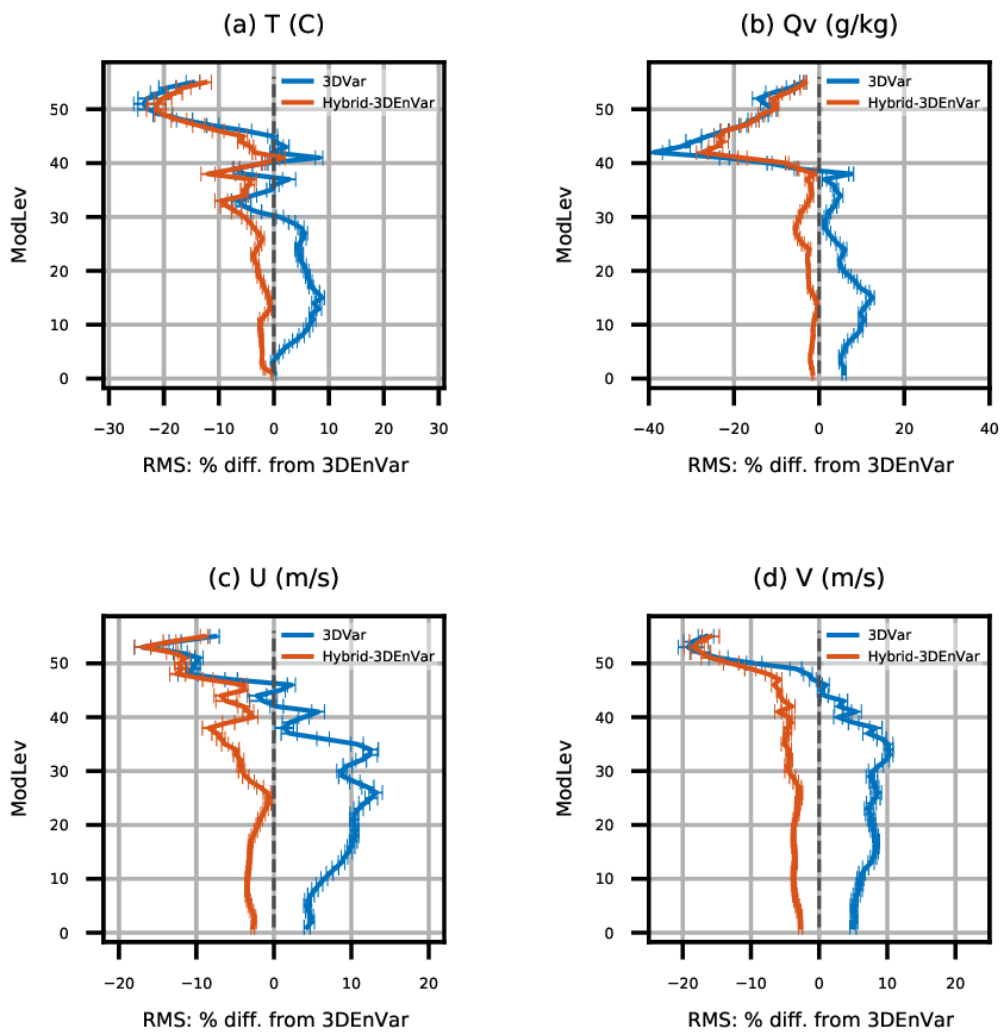 (a) T (C)
(b) Qv (g/kg)
3DVar
Hybrid-3DEnVar
3DVar
Hybrid-3DEnVar
50
40
30
20
10
0
ModLev
50
40
30
20
10
0
ModLev
−30 −20 −10 0 10 20 30
−40 −20 0 20 40
RMS: % diff. from 3DEnVar
RMS: % diff. from 3DEnVar
(c) U (m/s)
(d) V (m/s)
3DVar
Hybrid-3DEnVar
3DVar
Hybrid-3DEnVar
50
40
30
20
10
0
ModLev
50
40
30
20
10
0
ModLev
−20 −10 0 10 20
−20 −10 0 10 20
RMS: % diff. from 3DEnVar
RMS: % diff. from 3DEnVar